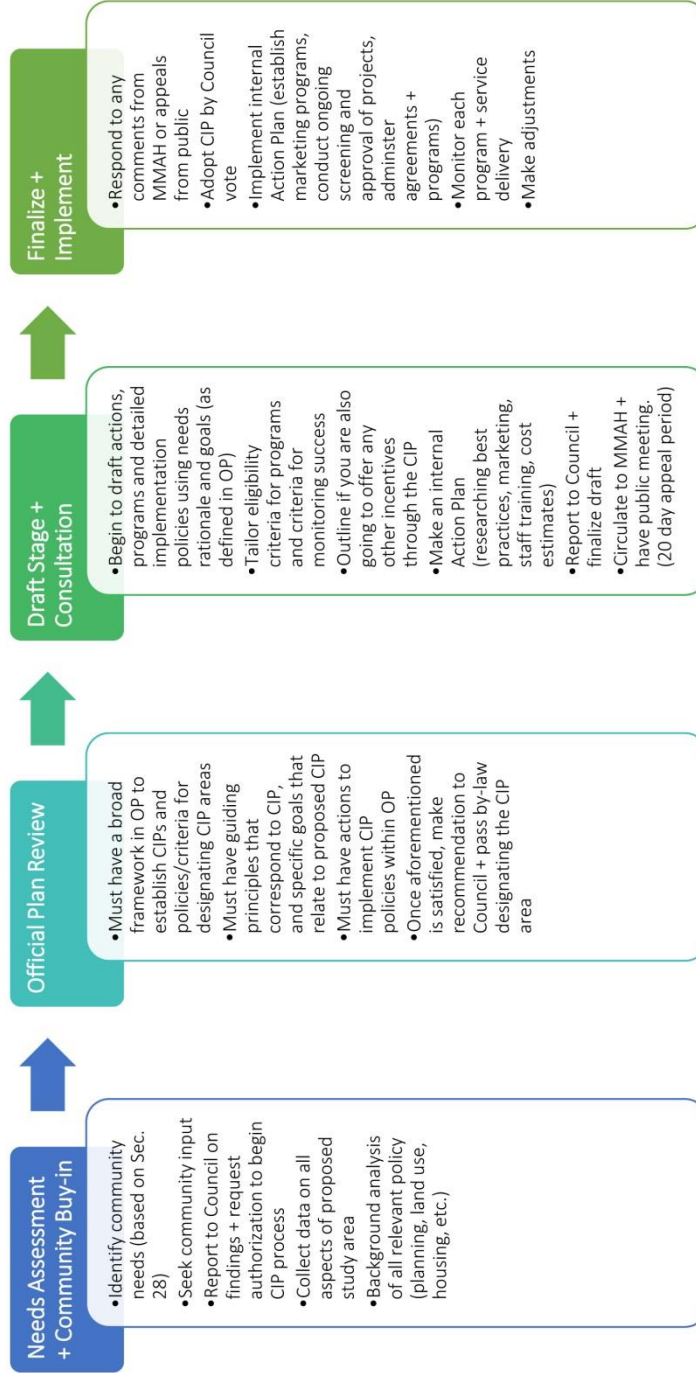 Needs Assessment
+ Community Buy-in
•Identify community
needs (based on Sec.
28)
•Seek community input
•Report to Council on
findings + request
authorization to begin
CIP process
•Collect data on all
aspects of proposed
study area
•Background analysis
of all relevant policy
(planning, land use,
housing, etc.)
Official Plan Review
•Must have a broad
framework in OP to
establish CIPs and
policies/criteria for
designating CIP areas
•Must have guiding
principles that
correspond to CIP,
and specific goals that
relate to proposed CIP
•Must have actions to
implement CIP
policies within OP
•Once aforementioned
is satisfied, make
recommendation to
Council + pass by-law
designating the CIP
area
Draft Stage +
Consultation
•Begin to draft actions,
programs and detailed
implementation
policies using needs
rationale and goals (as
defined in OP)
•Tailor eligibility
criteria for programs
and criteria for
monitoring success
•Outline if you are also
going to offer any
other incentives
through the CIP
•Make an internal
Action Plan
(researching best
practices, marketing,
staff training, cost
estimates)
•Report to Council +
finalize draft
•Circulate to MMAH +
have public meeting.
(20 day appeal period)
Finalize +
Implement
•Respond to any
comments from
MMAH or appeals
from public
•Adopt CIP by Council
vote
•Implement internal
Action Plan (establish
marketing programs,
conduct ongoing
screening and
approval of projects,
adminster
agreements +
programs)
•Monitor each
program + service
delivery
•Make adjustments